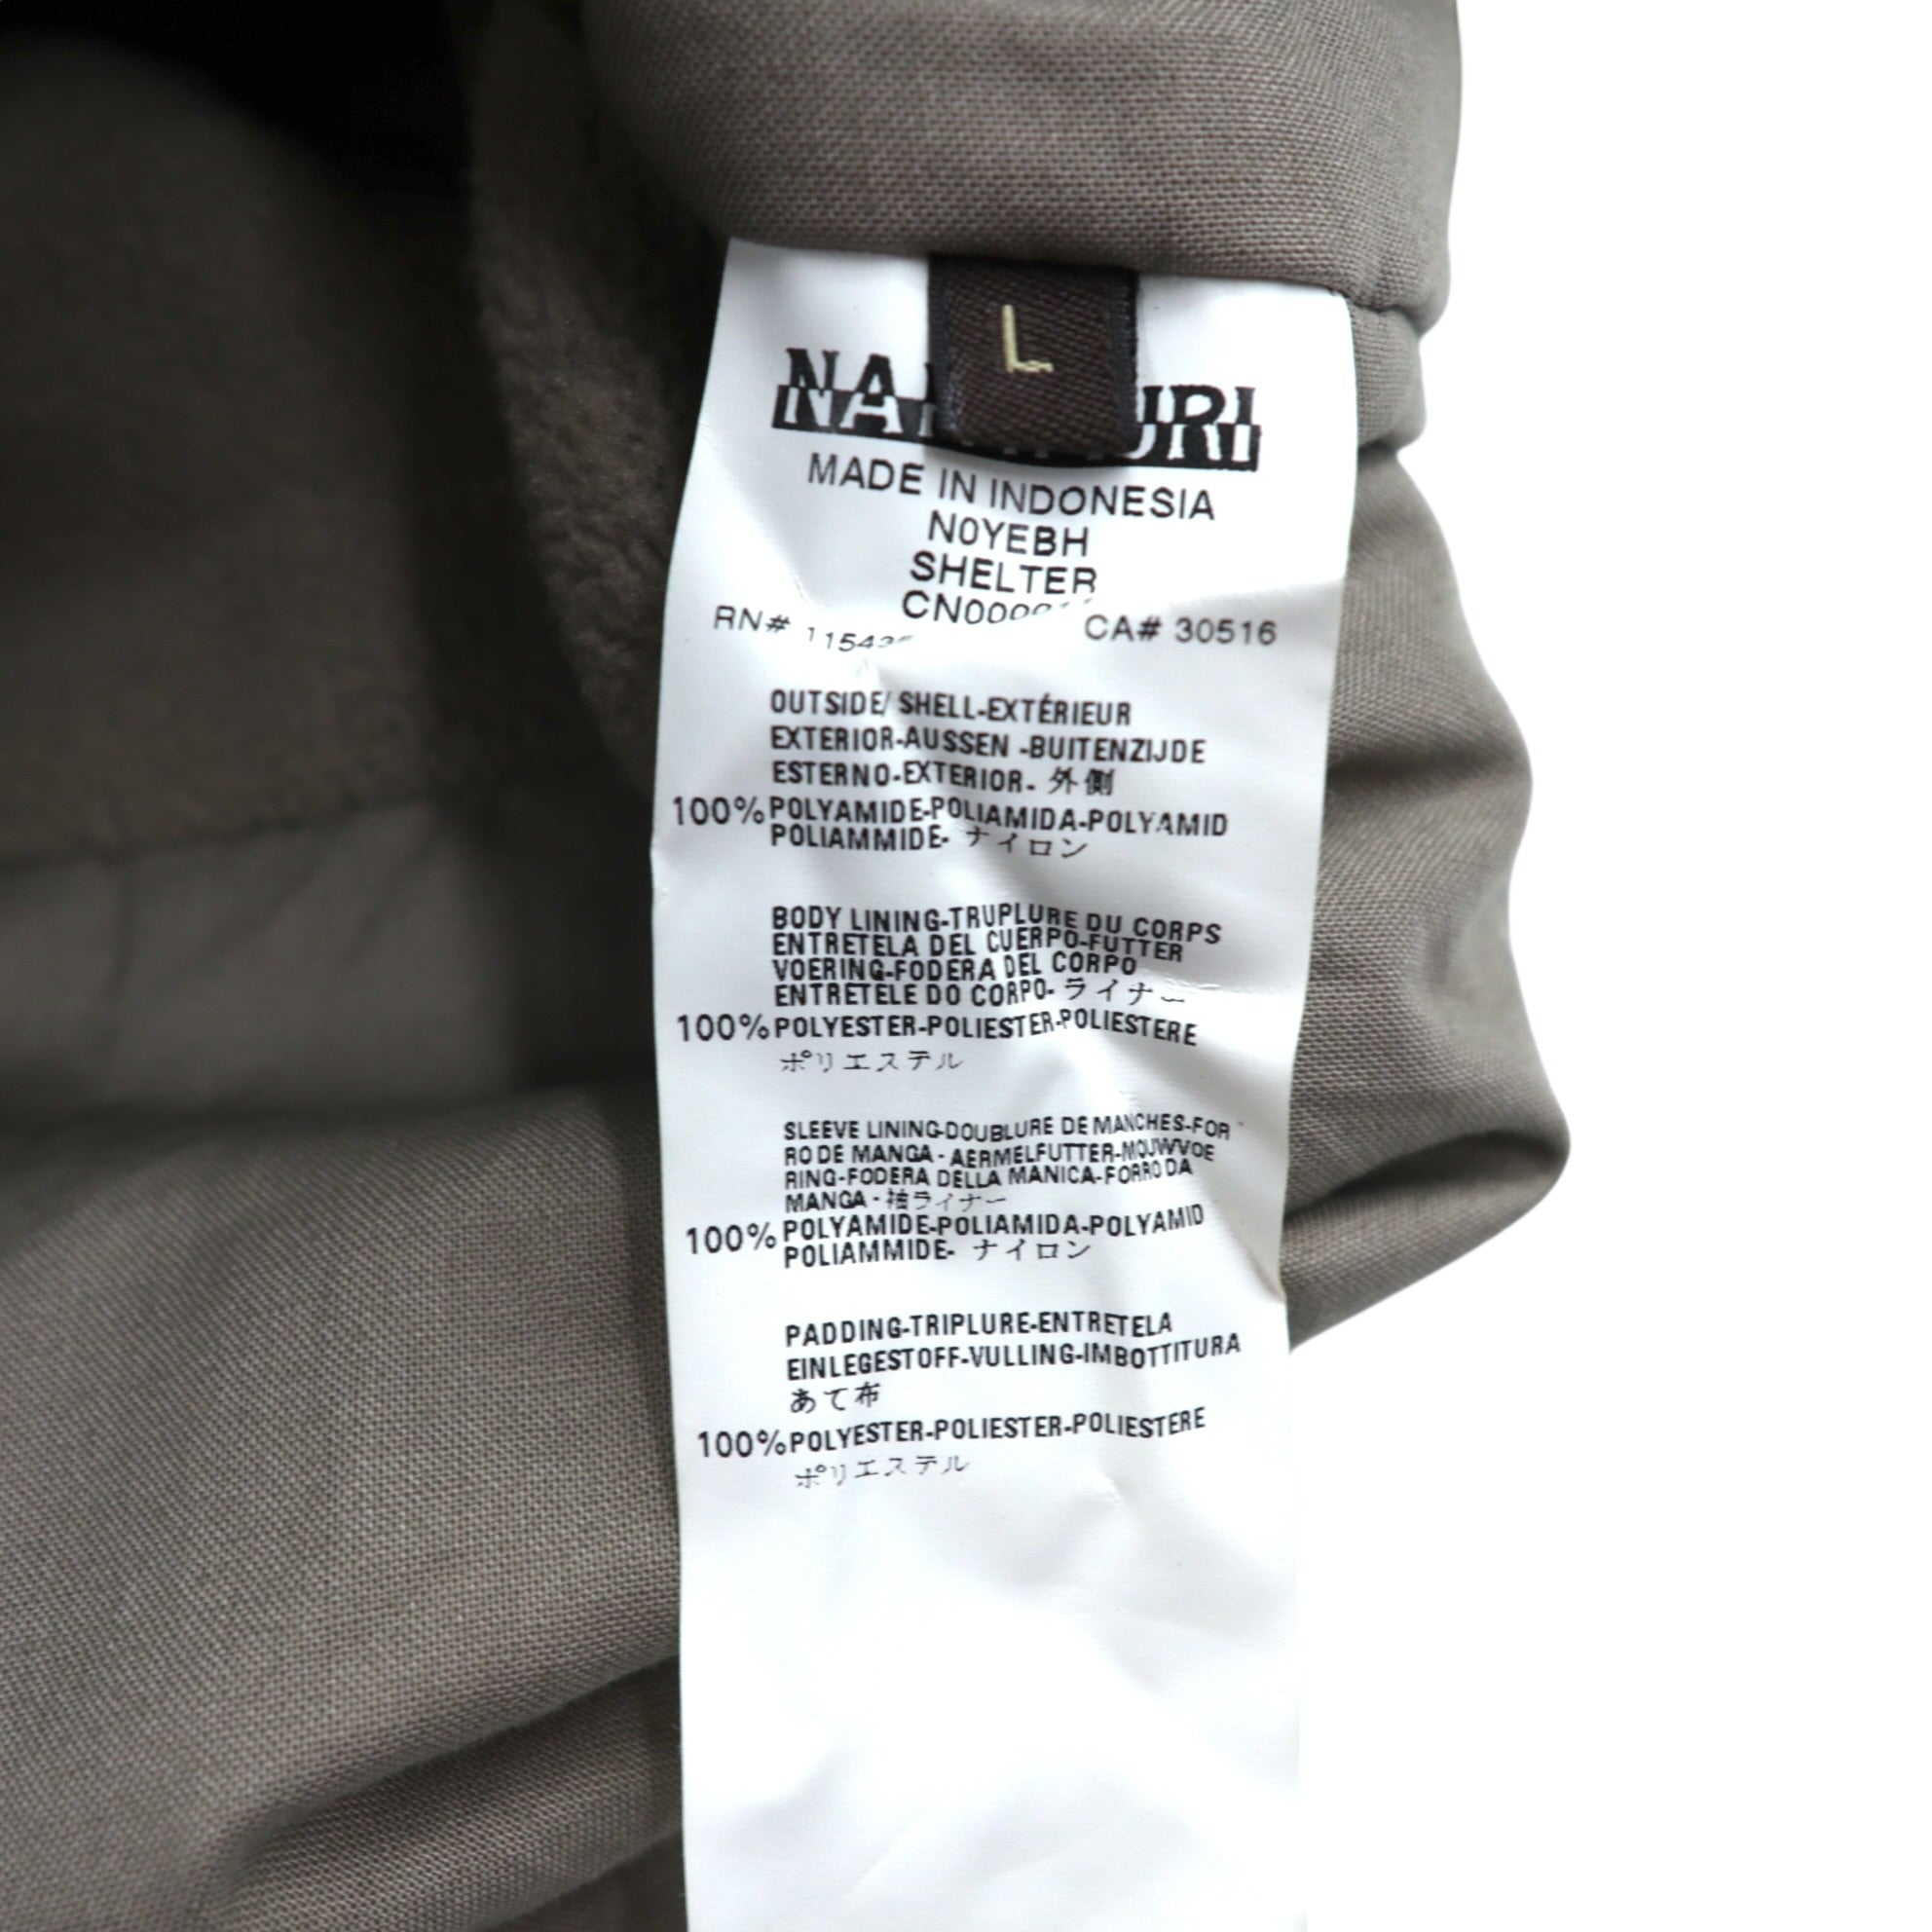 L
MADE IN INDONESIA
N0YEBH
SHELTER
RN# CA# 30516
OUTSIDE/ SHELL-EXTÉRIEUR
EXTERIOR-AUSSEN -BUITENZIJDE
ESTERNO-EXTERIOR- 外側
100% POLYAMIDE-POLIAMIDA-POLYAMID
POLIAMMIDE- ナイロン
BODY LINING-TRUPLURE DU CORPS
ENTRETELA DEL CUERPO-FUTTER
VOERING-FODERA DEL CORPO
ENTRETELE DO CORPO- ライナー
100% POLYESTER-POLIESTER-POLIESTERE
ポリエステル
SLEEVE LINING-DOUBLURE DE MANCHES-FOR
RO DE MANGA - AERMELFUTTER-MOUWVOE
RING-FODERA DELLA MANICA-FORRO DA
MANGA - 袖ライナー
100% POLYAMIDE-POLIAMIDA-POLYAMID
POLIAMMIDE- ナイロン
PADDING-TRIPLURE-ENTRETELA
EINLEGESTOFF-VULLING-IMBOTTITURA
あて布
100% POLYESTER-POLIESTER-POLIESTERE
ポリエステル